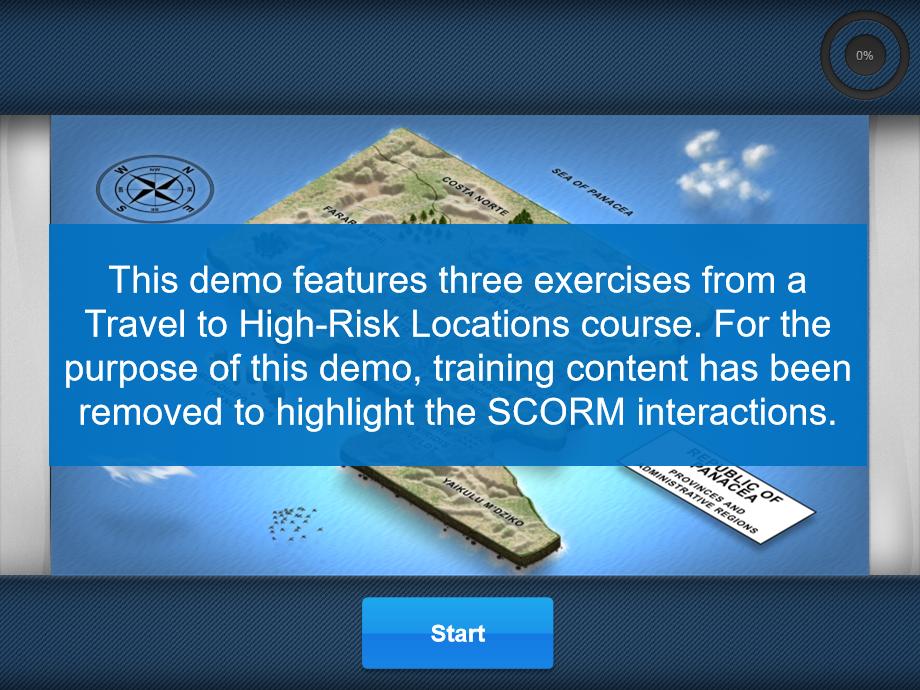 0%
W
N
NW
S
E
COSTA NORTE
SEA OF PANACEA
This demo features three exercises from a
Travel to High-Risk Locations course. For the
purpose of this demo, training content has been
removed to highlight the SCORM interactions.
REPUBLIC OF
PANACEA
PROVINCES AND
ADMINISTRATIVE REGIONS
YAIKULU M'DZIKO
Start